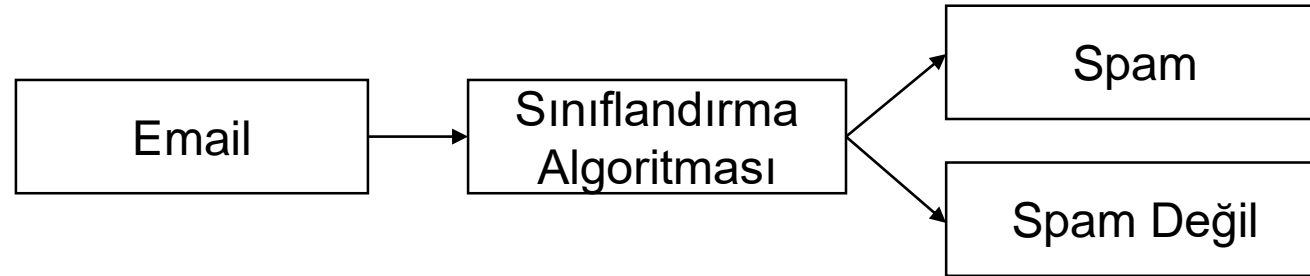 Email
Sınıflandırma
Algoritması
Spam
Spam Değil